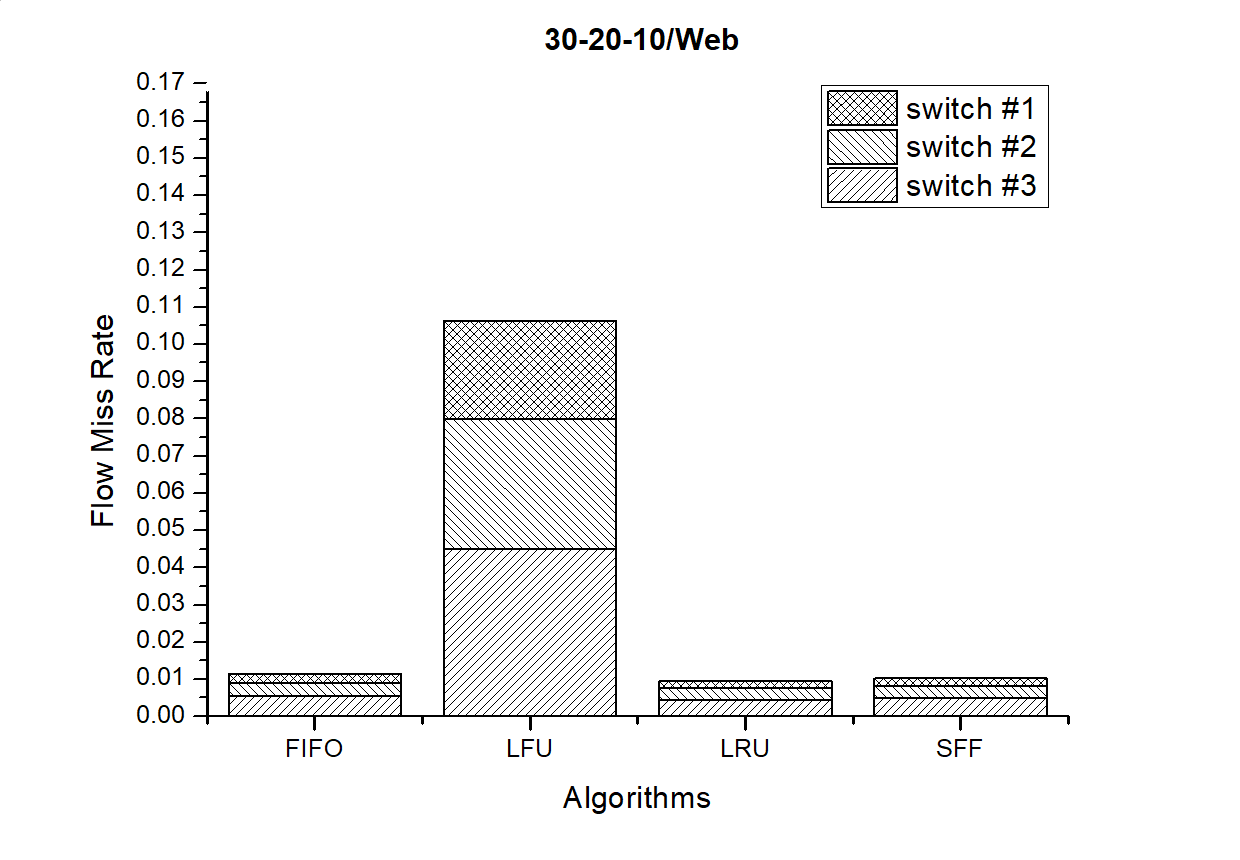 30-20-10/Web
switch #1
switch #2
switch #3
Flow Miss Rate
0.17
0.16
0.15
0.14
0.13
0.12
0.11
0.10
0.09
0.08
0.07
0.06
0.05
0.04
0.03
0.02
0.01
0.00
FIFO LFU LRU SFF
Algorithms